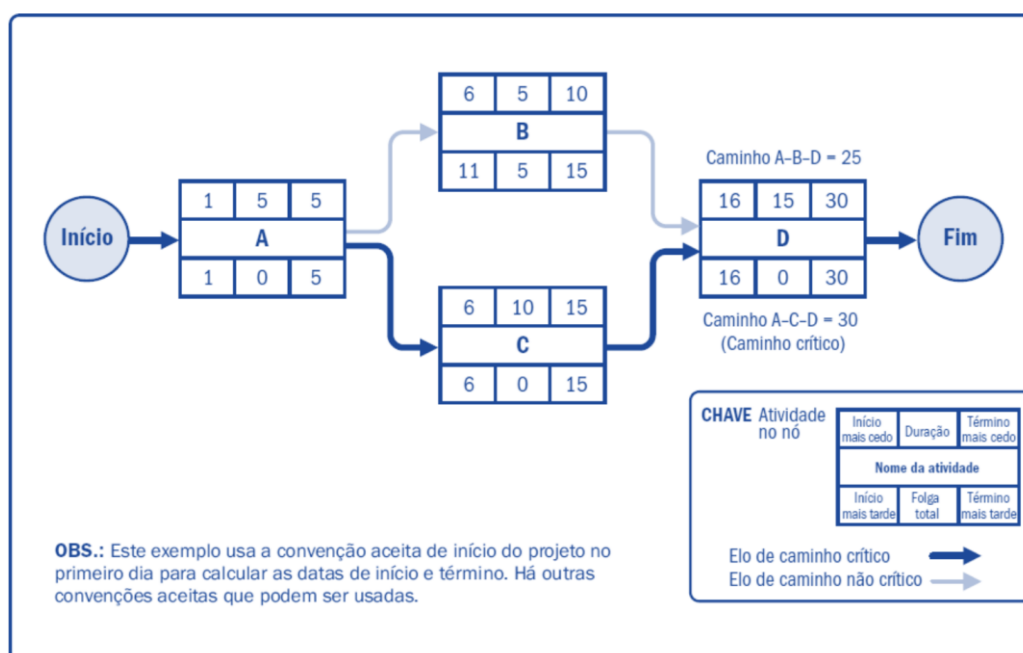 6 5 10
B
11 5 15
Caminho A–B–D = 25
1 5 5
A
1 0 5
Início
16 15 30
D
16 0 30
Fim
6 10 15
C
6 0 15
Caminho A–C–D = 30
(Caminho crítico)
CHAVE Atividade
no nó
Início
mais cedo
Duração
Término
mais cedo
Nome da atividade
Início
mais tarde
Folga
total
Término
mais tarde
OBS.: Este exemplo usa a convenção aceita de início do projeto no
primeiro dia para calcular as datas de início e término. Há outras
convenções aceitas que podem ser usadas.
Elo de caminho crítico
Elo de caminho não crítico